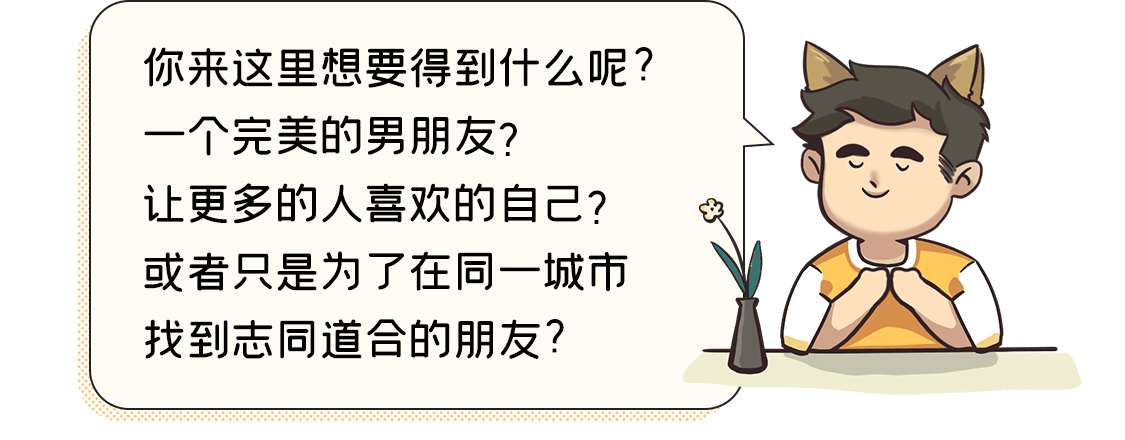 你来这里想要得到什么呢？
一个完美的男朋友？
让更多的人喜欢的自己？
或者只是为了在同一城市
找到志同道合的朋友？